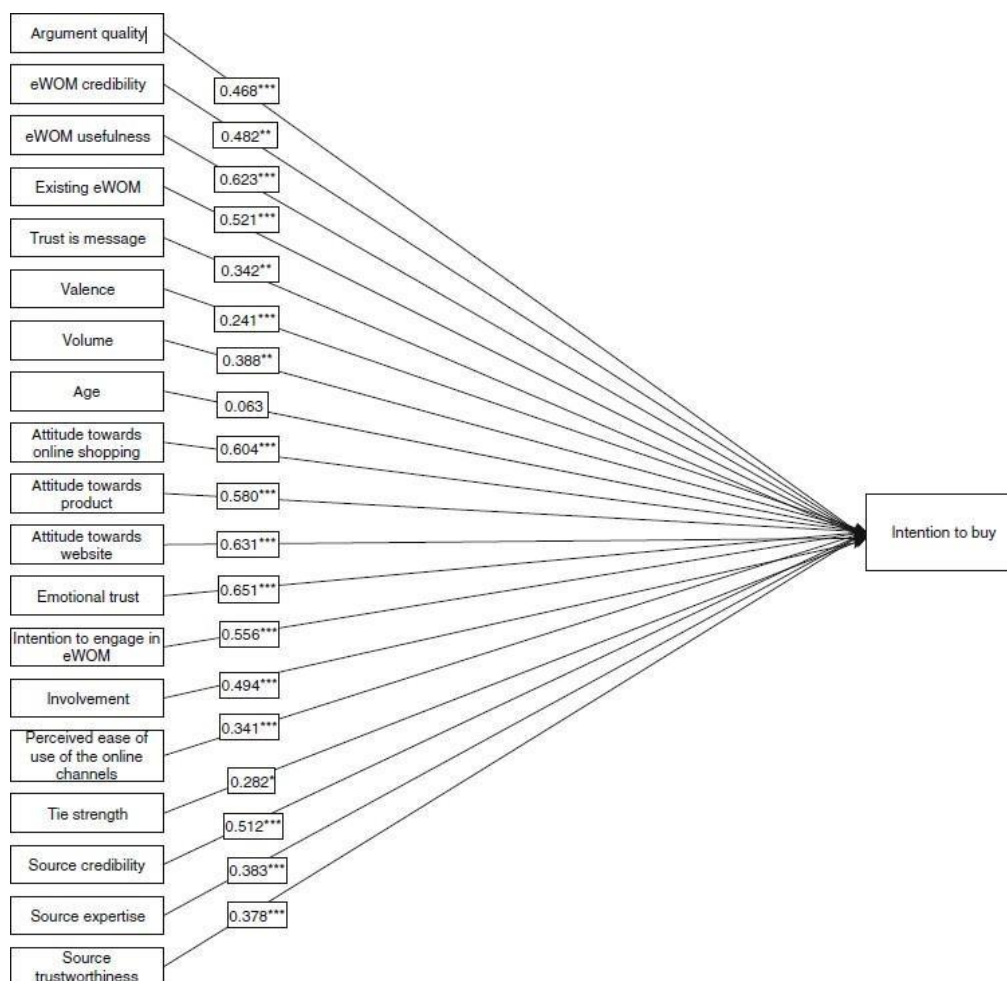 Argument quality
0.468***
eWOM credibility
0.482**
eWOM usefulness
0.623***
Existing eWOM
0.521***
Trust is message
0.342**
Valence
0.241***
Volume
0.388**
Age
0.063
Attitude towards
online shopping
0.604***
Attitude towards
product
0.580***
Attitude towards
website
0.631***
Intention to buy
Emotional trust
0.651***
Intention to engage in
eWOM
0.556***
Involvement
0.494***
Perceived ease of
use of the online
channels
0.341***
Tie strength
0.282*
Source credibility
0.512***
Source expertise
0.383***
Source
trustworthiness
0.378***